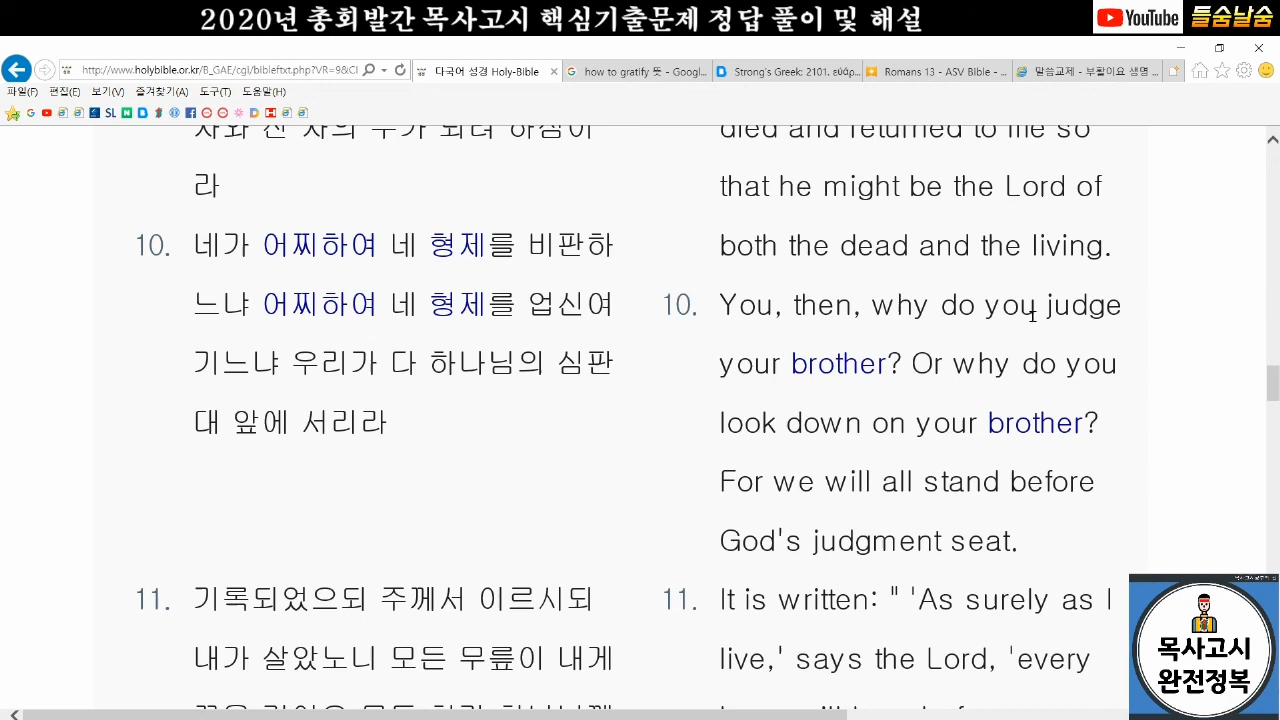 2020년 총회발간 목사고시 핵심기출문제 정답 풀이 및 해설
YouTube
들숨날숨
http://www.holybible.or.kr/B_GAE/cgi/bibleftxt.php?VR=9&CI
다국어 성경 Holy-Bible
how to gratify 뜻 - Googl...
Strong's Greek: 2101. εὐάρ...
Romans 13 - ASV Bible - ...
말씀교제 - 부활이요 생명 ...
파일(F) 편집(E) 보기(V) 즐겨찾기(A) 도구(T) 도움말(H)
라
10. 네가 어찌하여 네 형제를 비판하
느냐 어찌하여 네 형제를 업신여
기느냐 우리가 다 하나님의 심판
대 앞에 서리라
11. 기록되었으되 주께서 이르시되
내가 살았노니 모든 무릎이 내게
died and returned to life so
that he might be the Lord of
both the dead and the living.
10. You, then, why do you judge
your brother? Or why do you
look down on your brother?
For we will all stand before
God's judgment seat.
11. It is written: " 'As surely as I
live,' says the Lord, 'every
목사고시
완전정복